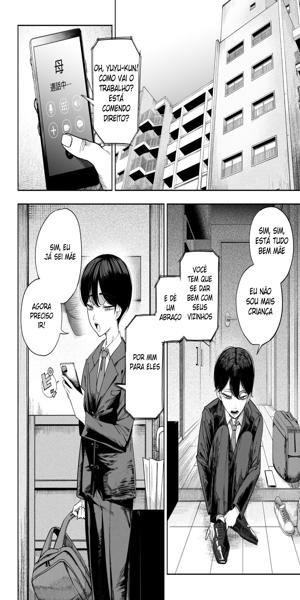 母
通話中…
OH, YUYU-KUN!
COMO VAI O
TRABALHO?
ESTÁ
COMENDO
DIREITO?
SIM, SIM,
ESTÁ TUDO
BEM MÃE
EU NÃO
SOU MAIS
CRIANÇA
VOCÊ
TEM QUE
SE DAR
BEM COM
SEUS
VIZINHOS
E DÊ
UM
ABRAÇO
POR MIM
PARA ELES
SIM, EU
JÁ SEI MÃE
AGORA
PRECISO
IR!